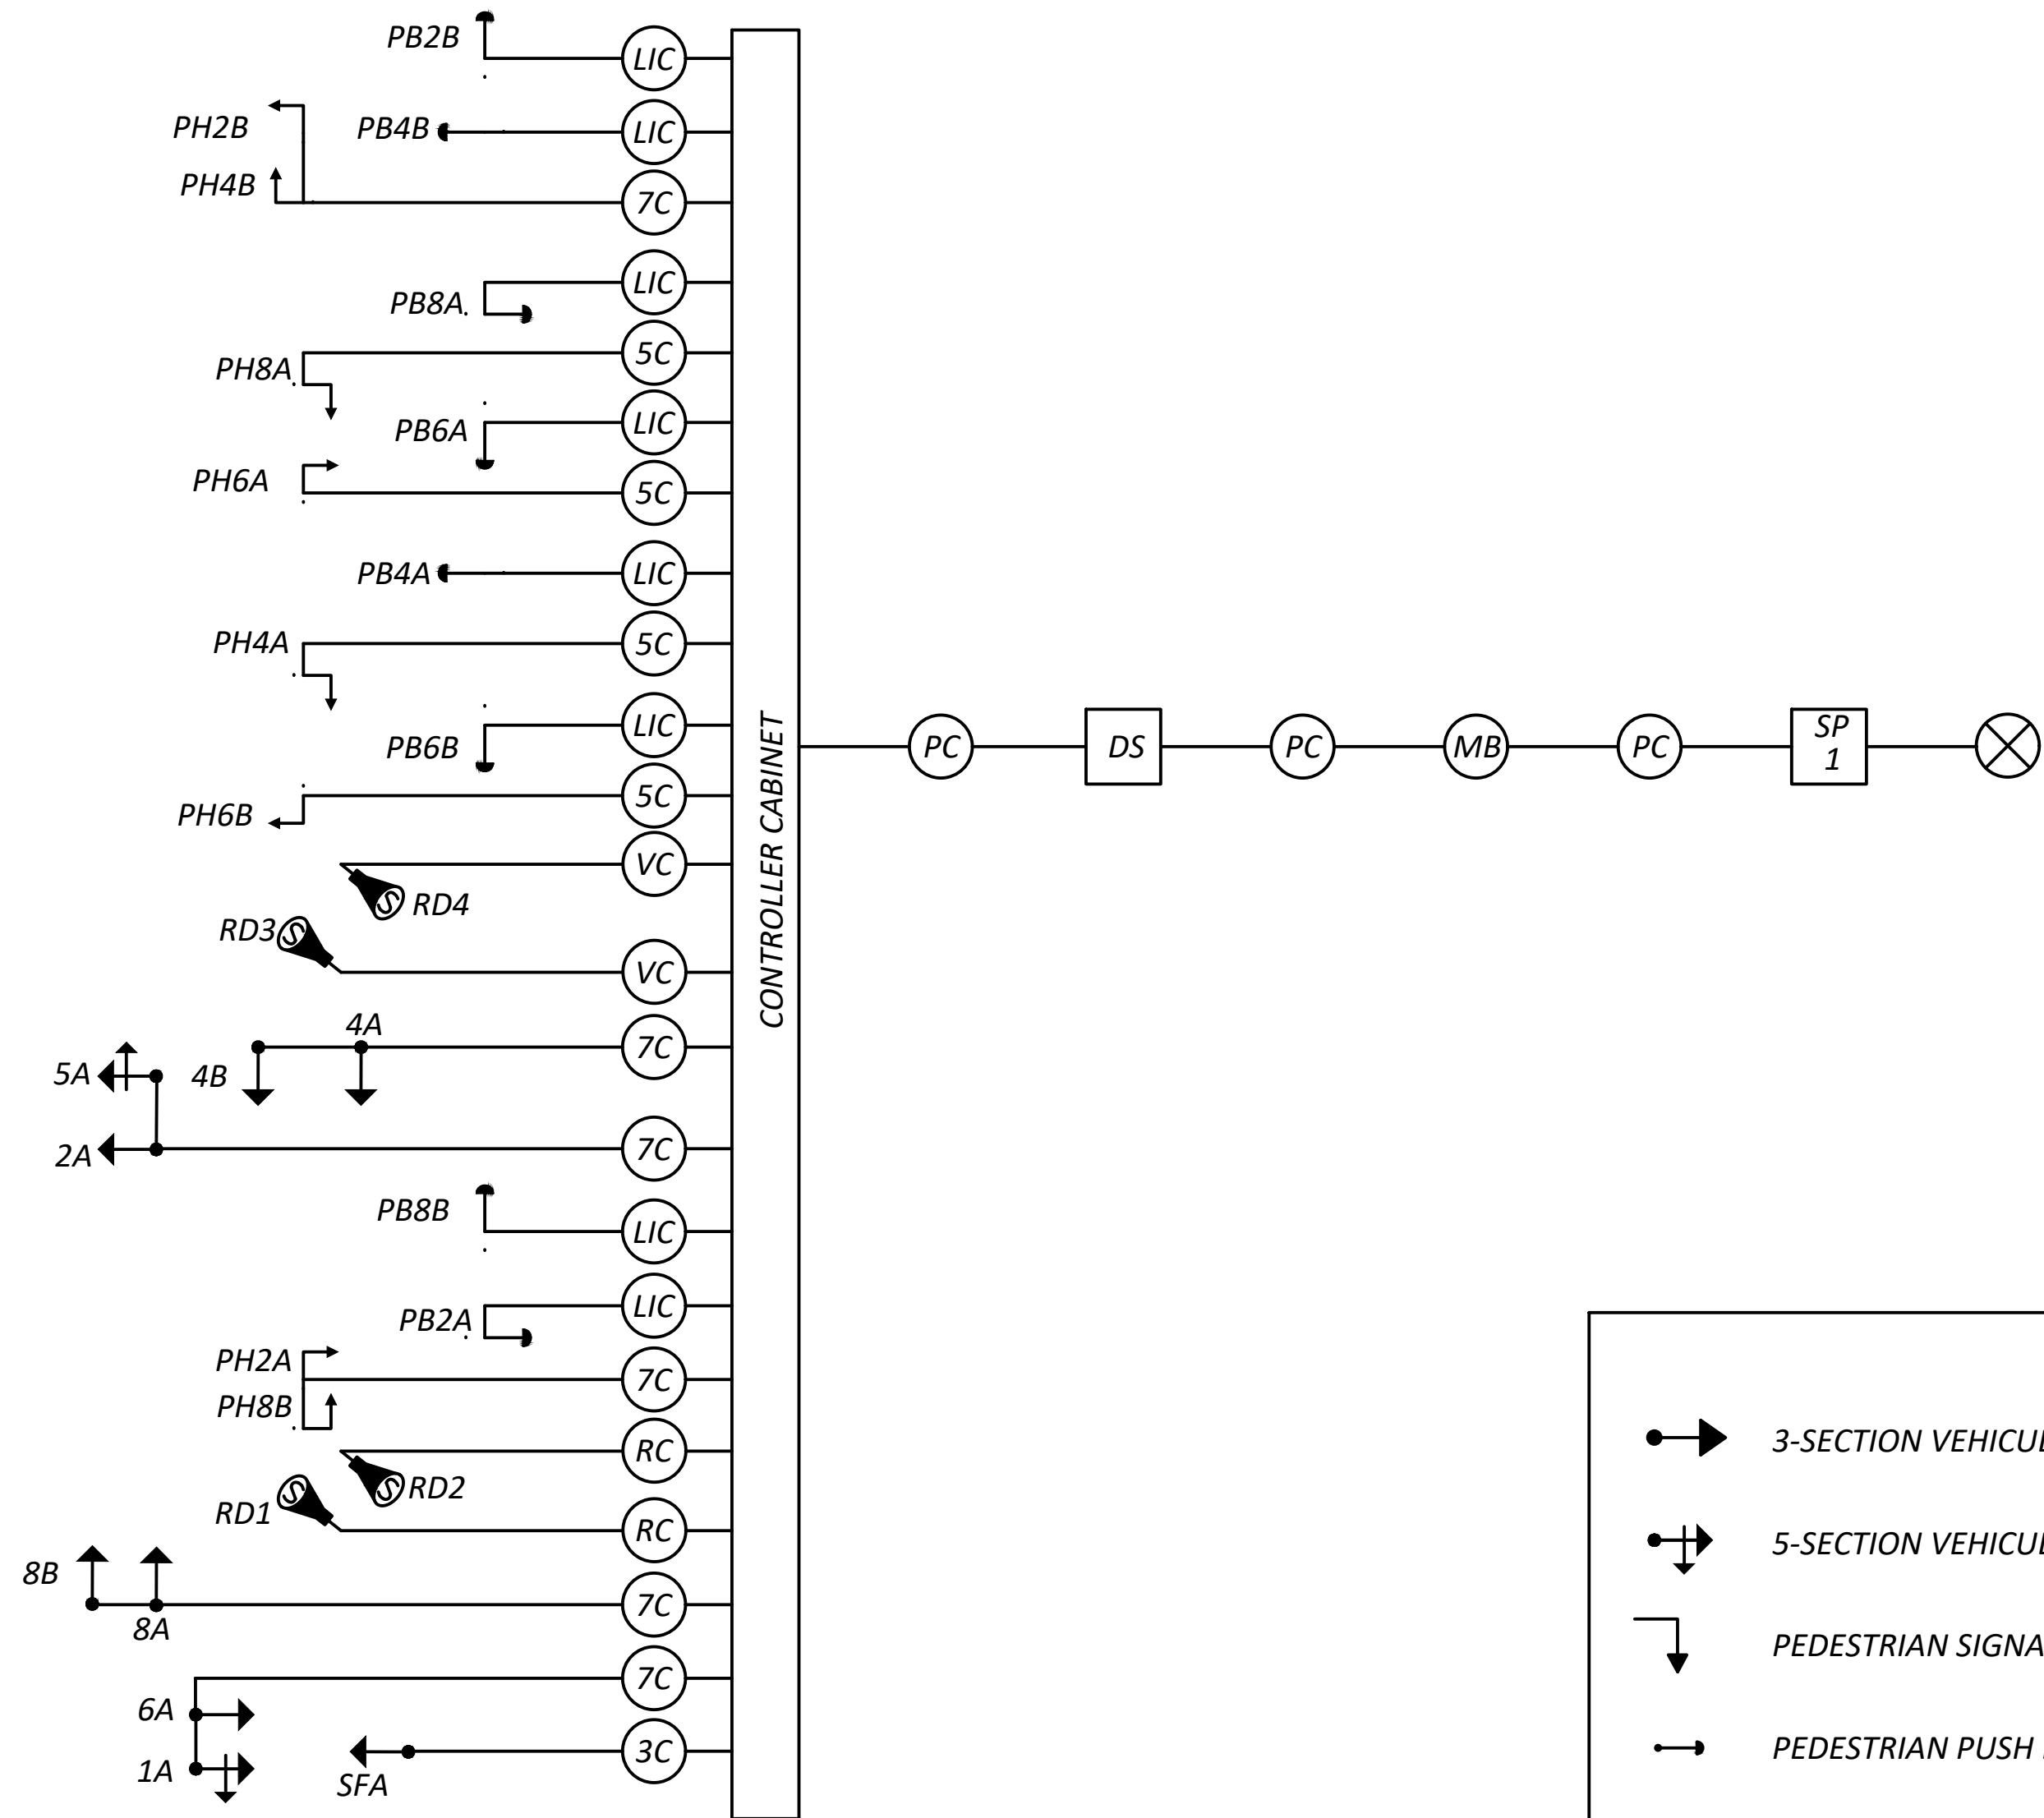 PB2B
LIC
PH2B
PB4B
LIC
PH4B
7C
LIC
PB8A
5C
PH8A
LIC
PB6A
PH6A
5C
PB4A
LIC
PH4A
5C
LIC
PB6B
5C
PH6B
VC
RD4
RD3
VC
4A
7C
5A
4B
7C
2A
PB8B
LIC
LIC
PB2A
PH2A
7C
PH8B
RC
RD2
RD1
RC
8B
7C
8A
7C
6A
3C
1A
SFA
CONTROLLER CABINET
PC
DS
PC
MB
PC
SP
1
3-SECTION VEHICUL
5-SECTION VEHICUL
PEDESTRIAN SIGNA
PEDESTRIAN PUSH